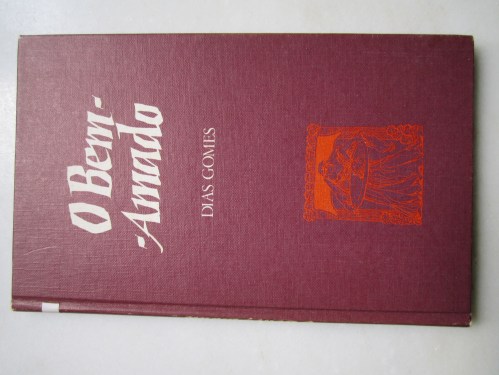 O Bem-
-Amado
DIAS GOMES